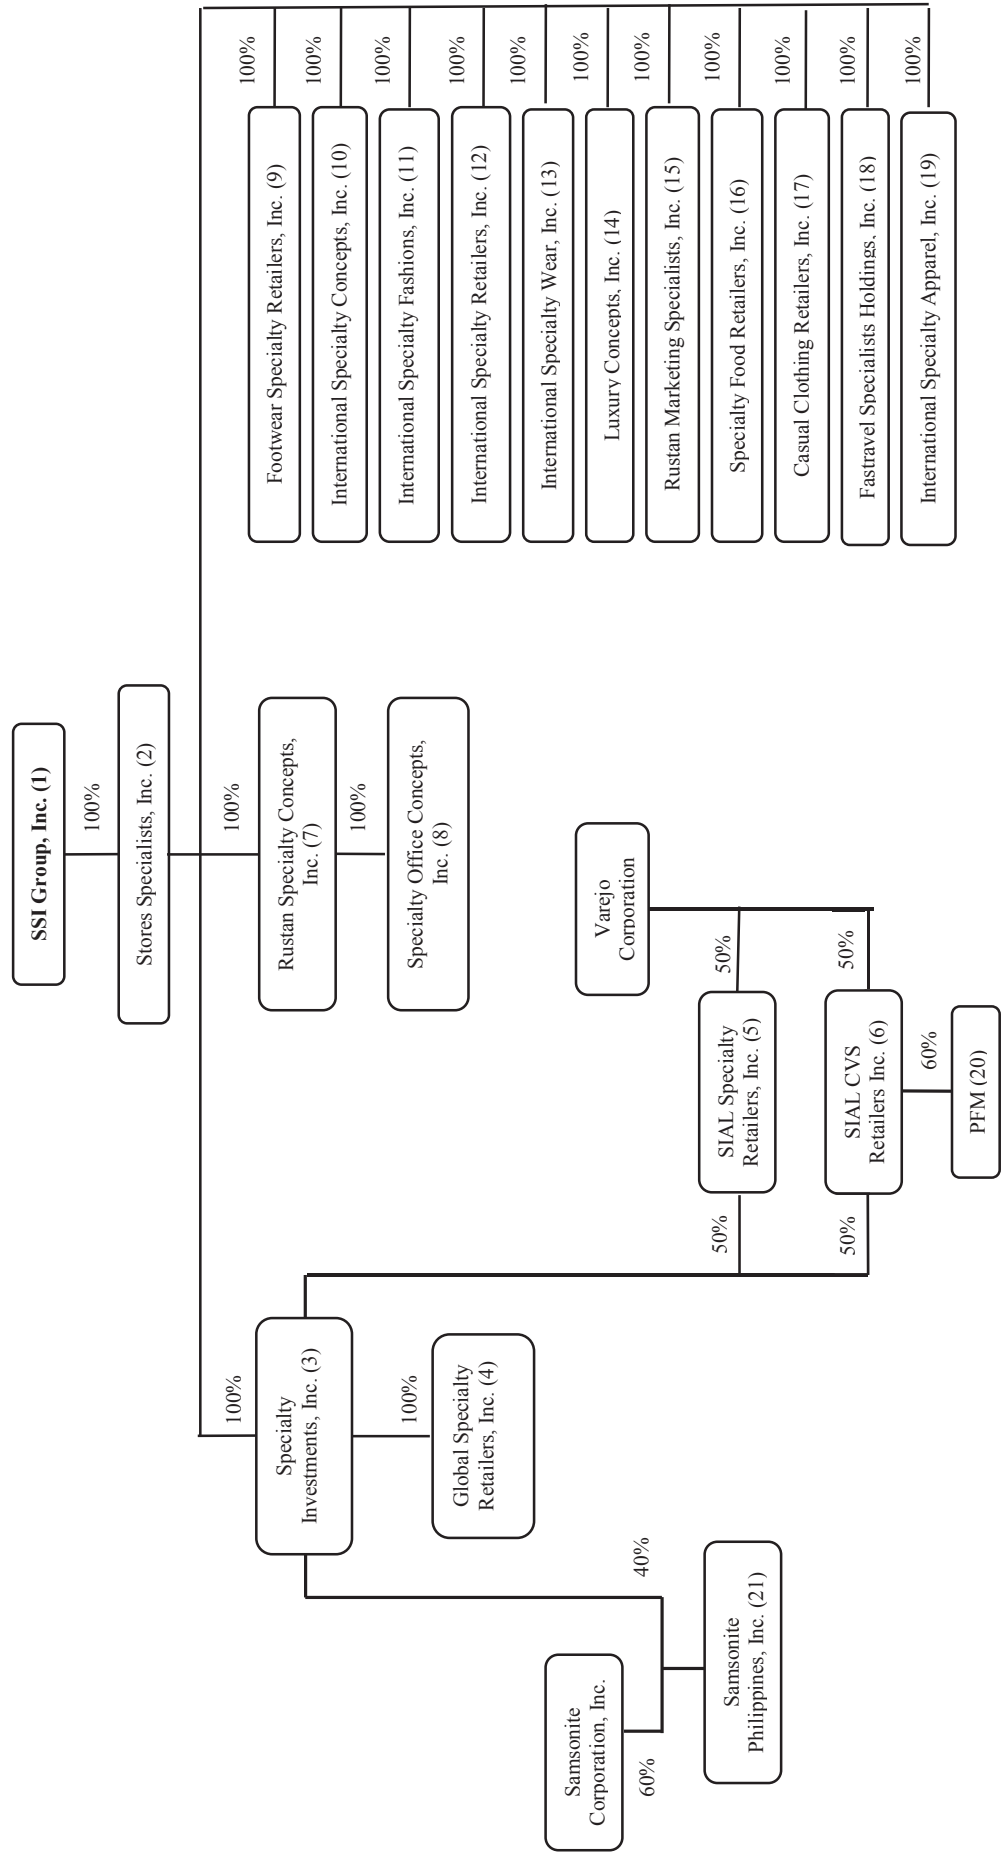 SSI Group, Inc. (1)
100%
Stores Specialists, Inc. (2)
100%
Specialty
Investments, Inc. (3)
100%
Global Specialty
Retailers, Inc. (4)
40%
60%
Samsonite
Corporation, Inc.
Samsonite
Philippines, Inc. (21)
100%
Rustan Specialty Concepts,
Inc. (7)
100%
Specialty Office Concepts,
Inc. (8)
Varejo
Corporation
50%
50%
SIAL Specialty
Retailers, Inc. (5)
50%
50%
SIAL CVS
Retailers Inc. (6)
60%
PFM (20)
100%
Footwear Specialty Retailers, Inc. (9)
100%
International Specialty Concepts, Inc. (10)
100%
International Specialty Fashions, Inc. (11)
100%
International Specialty Retailers, Inc. (12)
100%
International Specialty Wear, Inc. (13)
100%
Luxury Concepts, Inc. (14)
100%
Rustan Marketing Specialists, Inc. (15)
100%
Specialty Food Retailers, Inc. (16)
100%
Casual Clothing Retailers, Inc. (17)
100%
Fastravel Specialists Holdings, Inc. (18)
100%
International Specialty Apparel, Inc. (19)